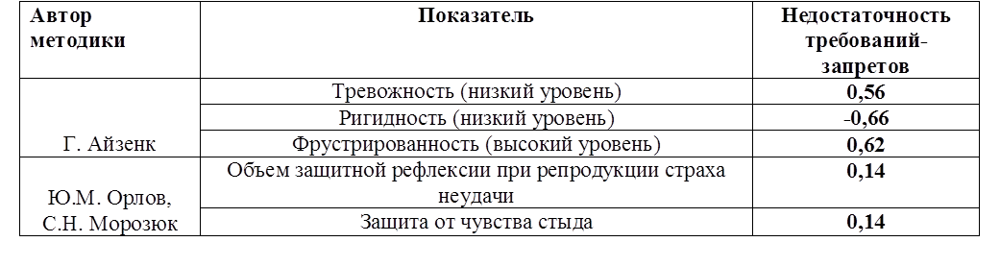 Автор
методики
Показатель
Недостаточность
требований-
запретов
Г. Айзенк
Тревожность (низкий уровень)
0,56
Ригидность (низкий уровень)
-0,66
Фрустрированность (высокий уровень)
0,62
Ю.М. Орлов,
С.Н. Морозюк
Объем защитной рефлексии при репродукции страха
неудачи
0,14
Защита от чувства стыда
0,14